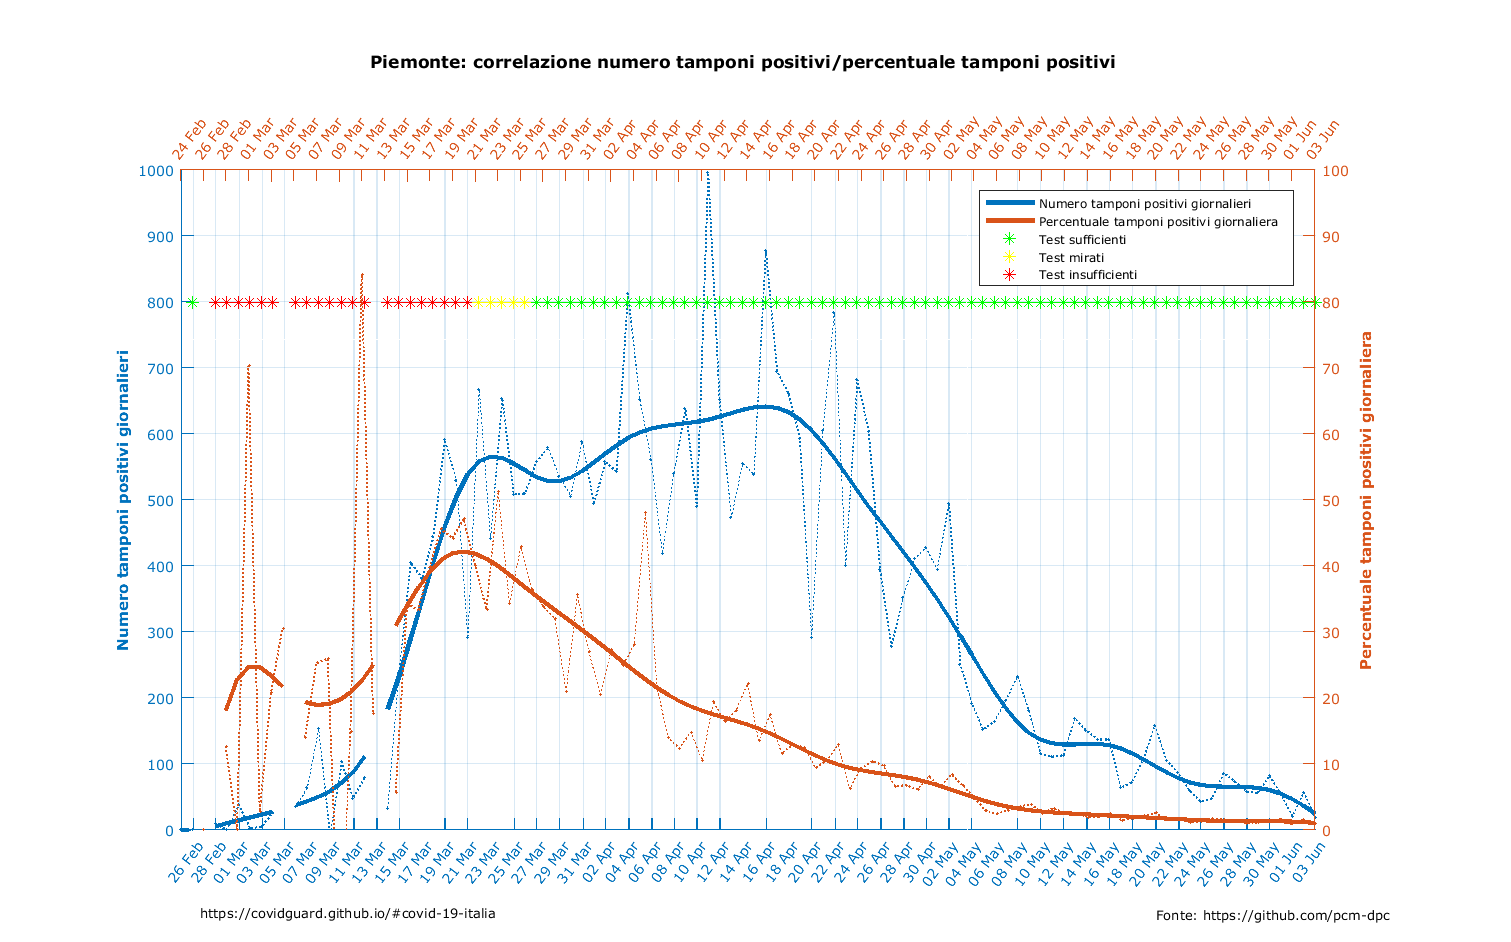 Piemonte: correlazione numero tamponi positivi/percentuale tamponi positivi
24 Feb 26 Feb 28 Feb 01 Mar 03 Mar 05 Mar 07 Mar 09 Mar 11 Mar 13 Mar 15 Mar 17 Mar 19 Mar 21 Mar 23 Mar 25 Mar 27 Mar 29 Mar 31 Mar 02 Apr 04 Apr 06 Apr 08 Apr 10 Apr 12 Apr 14 Apr 16 Apr 18 Apr 20 Apr 22 Apr 24 Apr 26 Apr 28 Apr 30 Apr 02 May 04 May 06 May 08 May 10 May 12 May 14 May 16 May 18 May 20 May 22 May 24 May 26 May 28 May 30 May 01 Jun 03 Jun
1000 100
Numero tamponi positivi giornalieri
Percentuale tamponi positivi giornaliera
Test sufficienti
Test mirati
Test insufficienti
900 90
800 80
700 70
600 60
500 50
400 40
300 30
200 20
100 10
0 0
Numero tamponi positivi giornalieri
Percentuale tamponi positivi giornaliera
26 Feb 28 Feb 01 Mar 03 Mar 05 Mar 07 Mar 09 Mar 11 Mar 13 Mar 15 Mar 17 Mar 19 Mar 21 Mar 23 Mar 25 Mar 27 Mar 29 Mar 31 Mar 02 Apr 04 Apr 06 Apr 08 Apr 10 Apr 12 Apr 14 Apr 16 Apr 18 Apr 20 Apr 22 Apr 24 Apr 26 Apr 28 Apr 30 Apr 02 May 04 May 06 May 08 May 10 May 12 May 14 May 16 May 18 May 20 May 22 May 24 May 26 May 28 May 30 May 01 Jun 03 Jun
https://covidguard.github.io/#covid-19-italia
Fonte: https://github.com/pcm-dpc